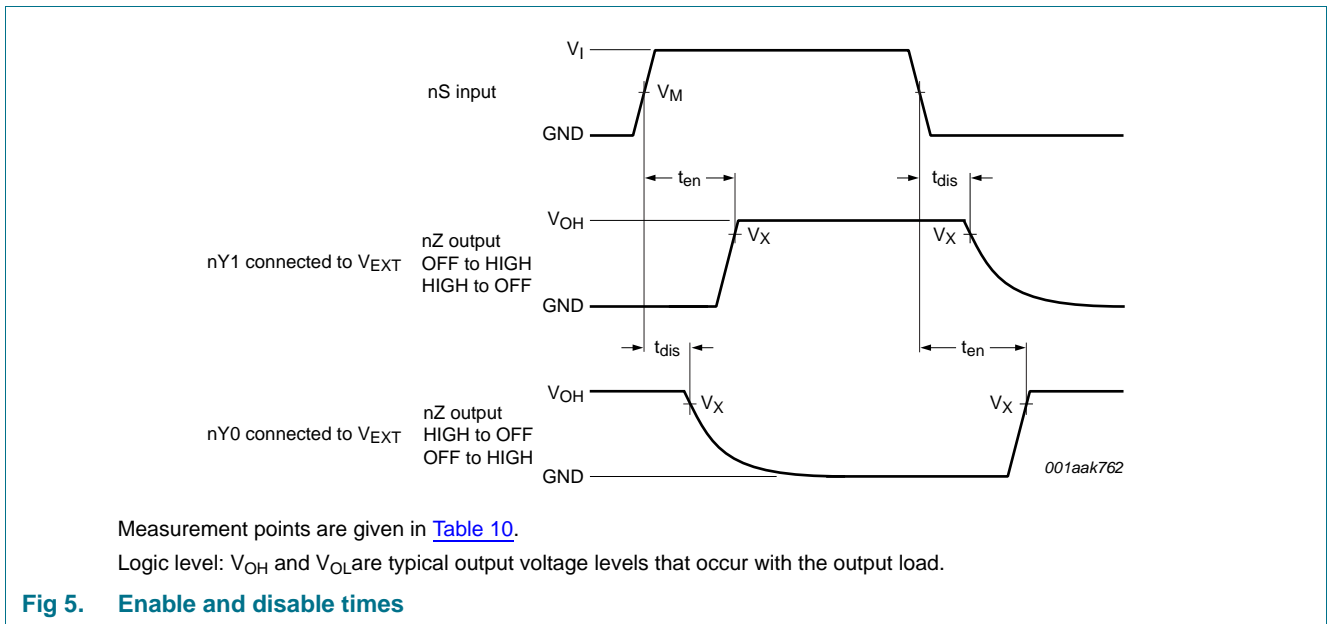 V_I
nS input
V_M
GND
t_en
t_dis
V_OH
nZ output
V_X
V_X
nY1 connected to V_EXT
OFF to HIGH
HIGH to OFF
GND
t_dis
t_en
V_OH
nZ output
V_X
V_X
nY0 connected to V_EXT
HIGH to OFF
OFF to HIGH
GND
001aak762
Measurement points are given in Table 10.
Logic level: V_OH and V_OLare typical output voltage levels that occur with the output load.
Fig 5. Enable and disable times